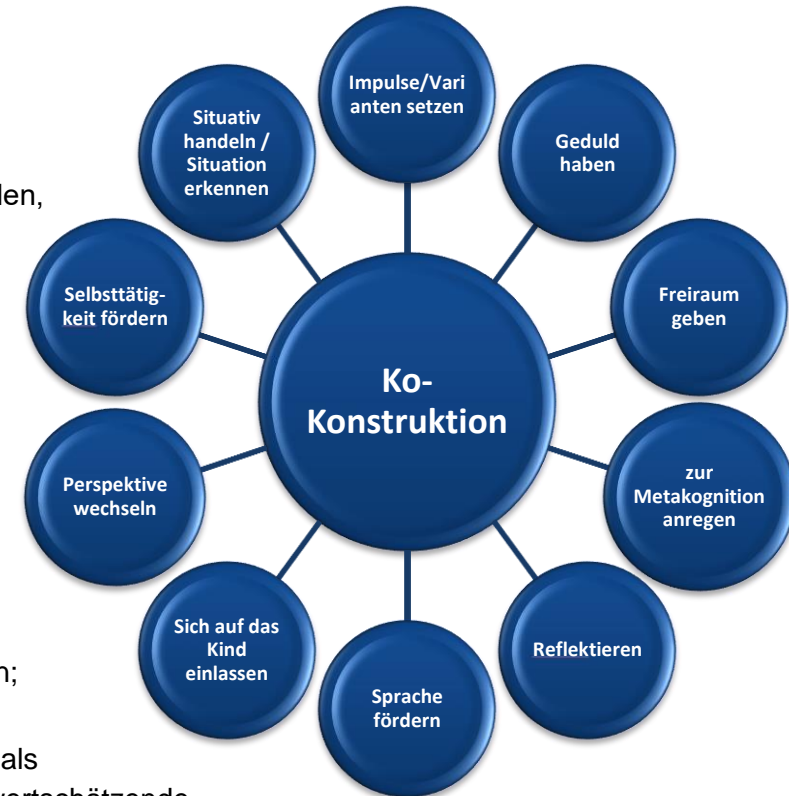 Impulse/Vari
anten setzen
Geduld
haben
Freiraum
geben
zur
Metakognition
anregen
Reflektieren
Sprache
fördern
Sich auf das
Kind
einlassen
Perspektive
wechseln
Selbsttätig-
keit fördern
Situativ
handeln /
Situation
erkennen
Ko-
Konstruktion
als